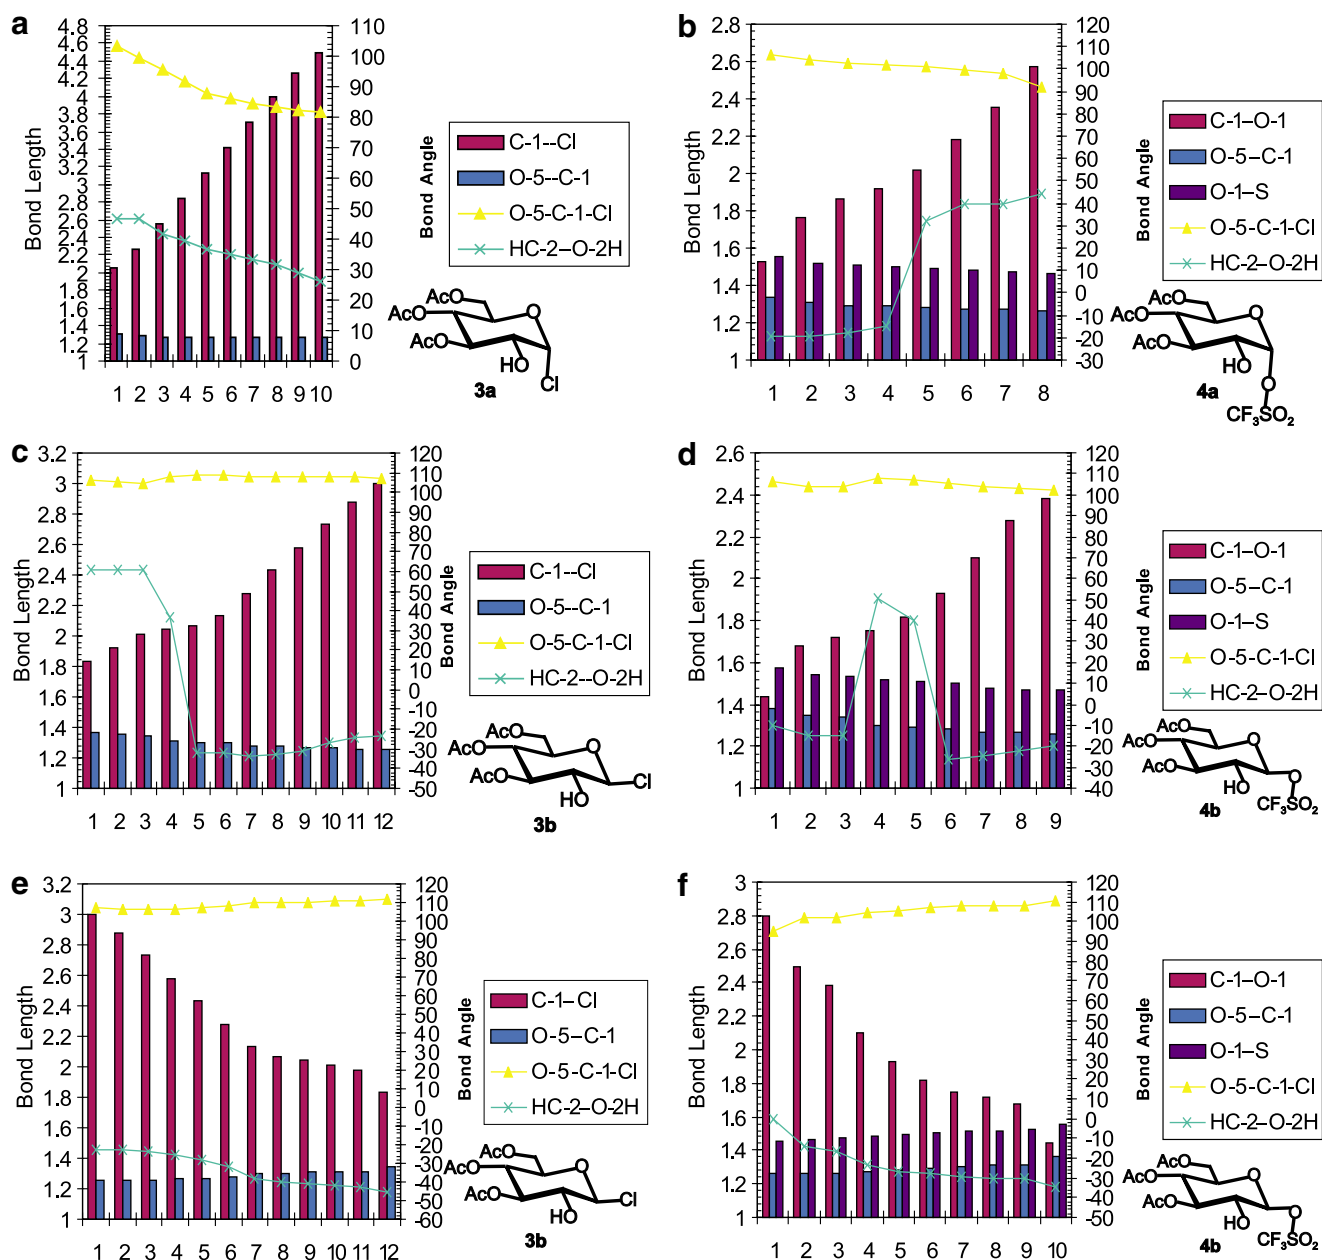 a
4.8
4.6
4.4
4.2
4
3.8
3.6
3.4
3.2
3
2.8
2.6
2.4
2.2
2
1.8
1.6
1.4
1.2
1
Bond Length
110
100
90
80
70
60
50
40
30
20
10
0
Bond Angle
1 2 3 4 5 6 7 8 9 10
C-1--Cl
O-5--C-1
O-5-C-1-Cl
HC-2--O-2H
AcO
AcO
AcO
O
HO
Cl
3a
b
2.8
2.6
2.4
2.2
2
1.8
1.6
1.4
1.2
1
Bond Length
120
110
100
90
80
70
60
50
40
30
20
10
0
-10
-20
-30
Bond Angle
1 2 3 4 5 6 7 8
C-1–O-1
O-5–C-1
O-1–S
O-5-C-1-Cl
HC-2–O-2H
AcO
AcO
AcO
O
HO
O
CF3SO2
4a
c
3.2
3
2.8
2.6
2.4
2.2
2
1.8
1.6
1.4
1.2
1
Bond Length
120
110
100
90
80
70
60
50
40
30
20
10
0
-10
-20
-30
-40
-50
Bond Angle
1 2 3 4 5 6 7 8 9 10 11 12
C-1--Cl
O-5--C-1
O-5-C-1-Cl
HC-2--O-2H
AcO
AcO
AcO
O
HO
Cl
3b
d
2.6
2.4
2.2
2
1.8
1.6
1.4
1.2
1
Bond Length
120
110
100
90
80
70
60
50
40
30
20
10
0
-10
-20
-30
-40
Bond Angle
1 2 3 4 5 6 7 8 9
C-1–O-1
O-5–C-1
O-1–S
O-5-C-1-Cl
HC-2–O-2H
AcO
AcO
AcO
O
HO
O
CF3SO2
4b
e
3.2
3
2.8
2.6
2.4
2.2
2
1.8
1.6
1.4
1.2
1
Bond Length
120
110
100
90
80
70
60
50
40
30
20
10
0
-10
-20
-30
-40
-50
-60
Bond Angle
1 2 3 4 5 6 7 8 9 10 11 12
C-1–Cl
O-5–C-1
O-5-C-1-Cl
HC-2–O-2H
AcO
AcO
AcO
O
HO
Cl
3b
f
3
2.8
2.6
2.4
2.2
2
1.8
1.6
1.4
1.2
1
Bond Length
120
110
100
90
80
70
60
50
40
30
20
10
0
-10
-20
-30
-40
-50
Bond Angle
1 2 3 4 5 6 7 8 9 10
C-1–O-1
O-5–C-1
O-1–S
O-5-C-1-Cl
HC-2–O-2H
AcO
AcO
AcO
O
HO
O
CF3SO2
4b